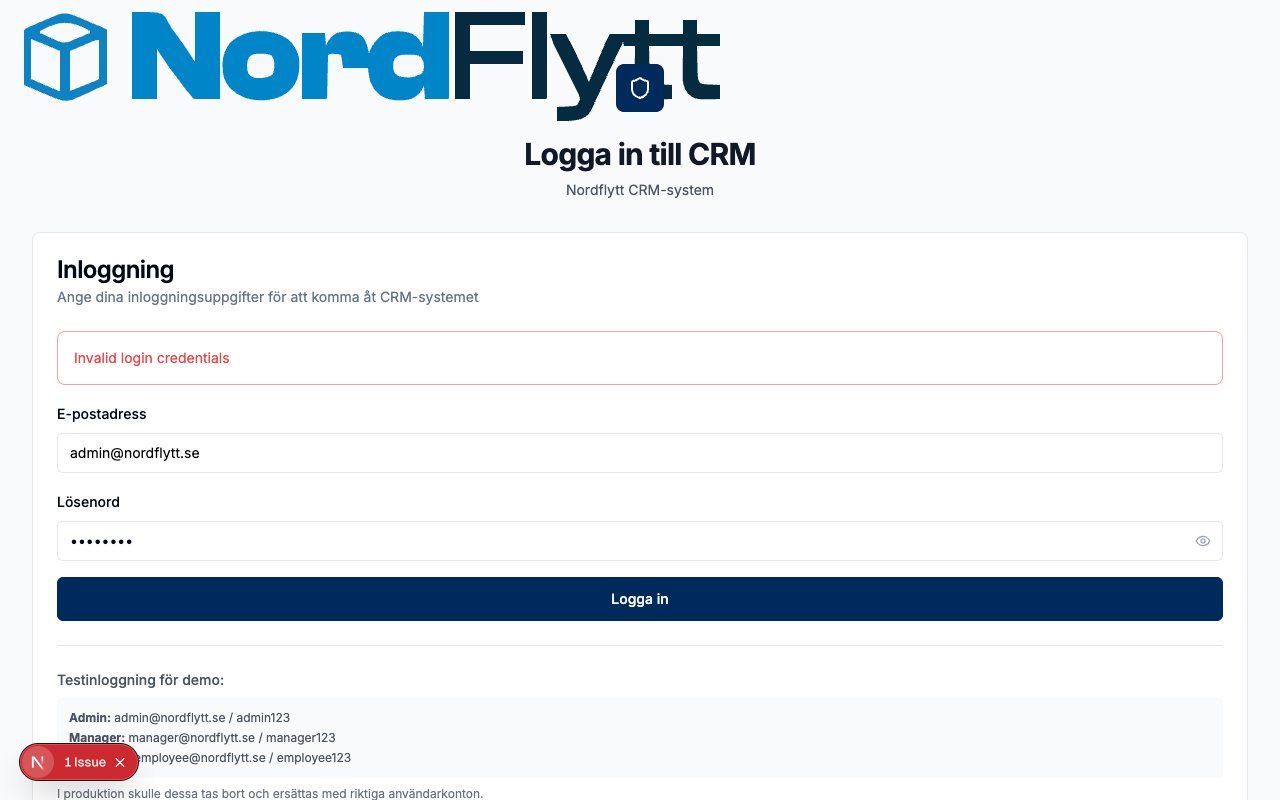 NordFlytt
Logga in till CRM
Nordflytt CRM-system
Inloggning
Ange dina inloggningsuppgifter för att komma åt CRM-systemet
Invalid login credentials
E-postadress
admin@nordflytt.se
Lösenord
••••••••
Logga in
Testinloggning för demo:
Admin: admin@nordflytt.se / admin123
Manager: manager@nordflytt.se / manager123
employee@nordflytt.se / employee123
N 1 Issue
I produktion skulle dessa tas bort och ersättas med riktiga användarkonton.